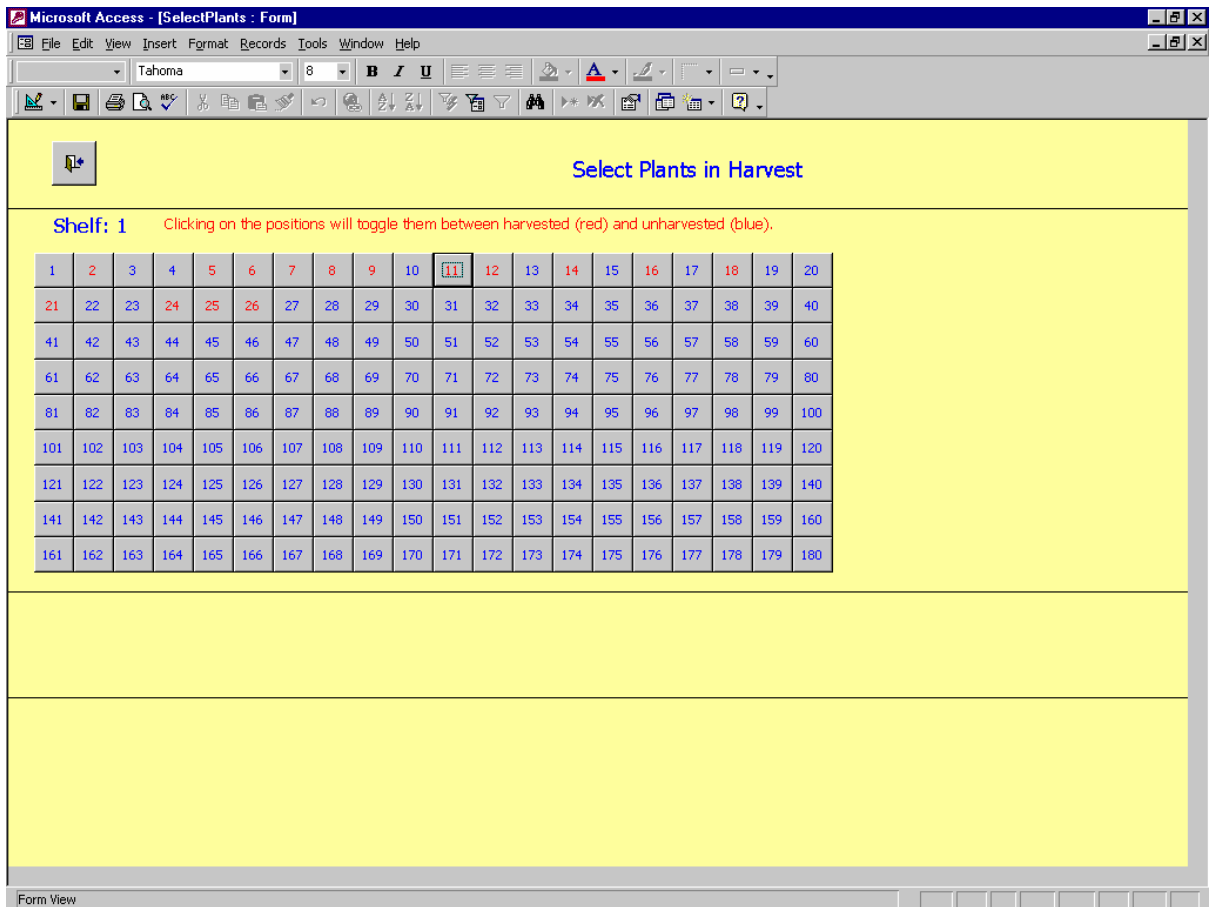 Microsoft Access - [SelectPlants : Form]
File Edit View Insert Format Records Tools Window Help
Tahoma 8 B I U A
ABC A Z Z A ?
Select Plants in Harvest
Shelf: 1 Clicking on the positions will toggle them between harvested (red) and unharvested (blue).
1 2 3 4 5 6 7 8 9 10 11 12 13 14 15 16 17 18 19 20
21 22 23 24 25 26 27 28 29 30 31 32 33 34 35 36 37 38 39 40
41 42 43 44 45 46 47 48 49 50 51 52 53 54 55 56 57 58 59 60
61 62 63 64 65 66 67 68 69 70 71 72 73 74 75 76 77 78 79 80
81 82 83 84 85 86 87 88 89 90 91 92 93 94 95 96 97 98 99 100
101 102 103 104 105 106 107 108 109 110 111 112 113 114 115 116 117 118 119 120
121 122 123 124 125 126 127 128 129 130 131 132 133 134 135 136 137 138 139 140
141 142 143 144 145 146 147 148 149 150 151 152 153 154 155 156 157 158 159 160
161 162 163 164 165 166 167 168 169 170 171 172 173 174 175 176 177 178 179 180
Form View